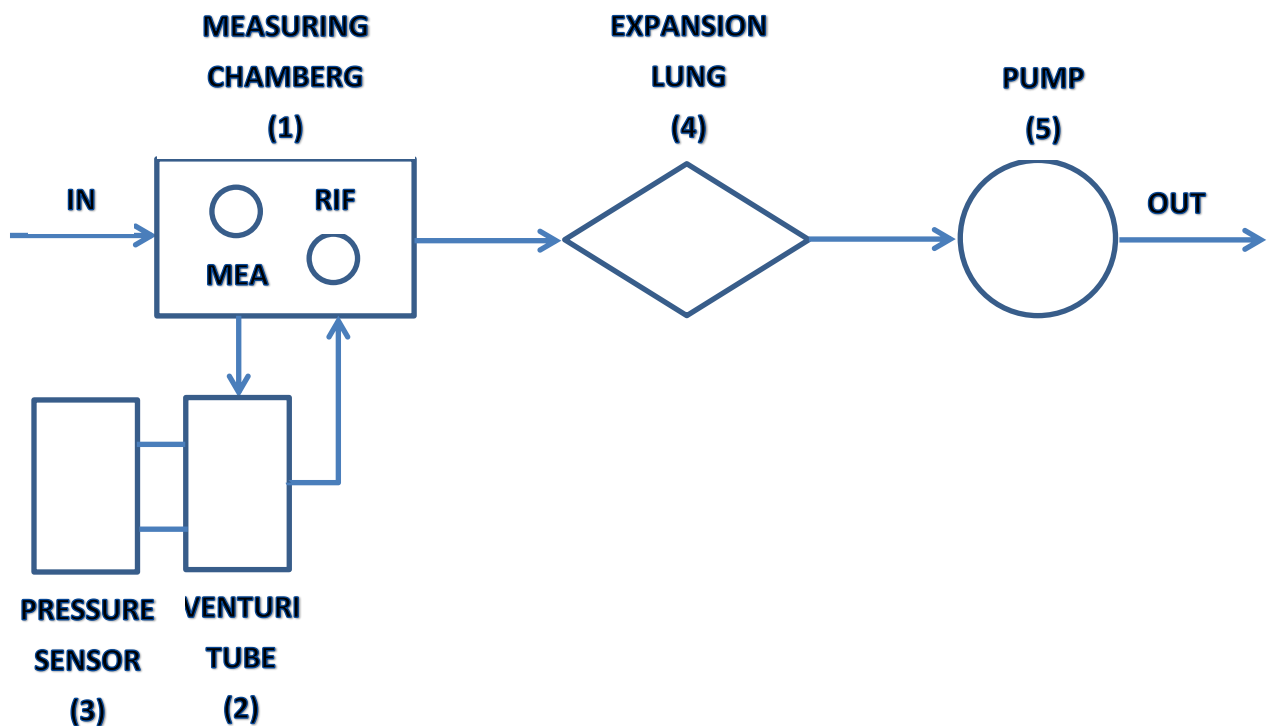 MEASURING
CHAMBERG
(1)
EXPANSION
LUNG
(4)
PUMP
(5)
IN
RIF
MEA
OUT
PRESSURE
SENSOR
(3)
VENTURI
TUBE
(2)